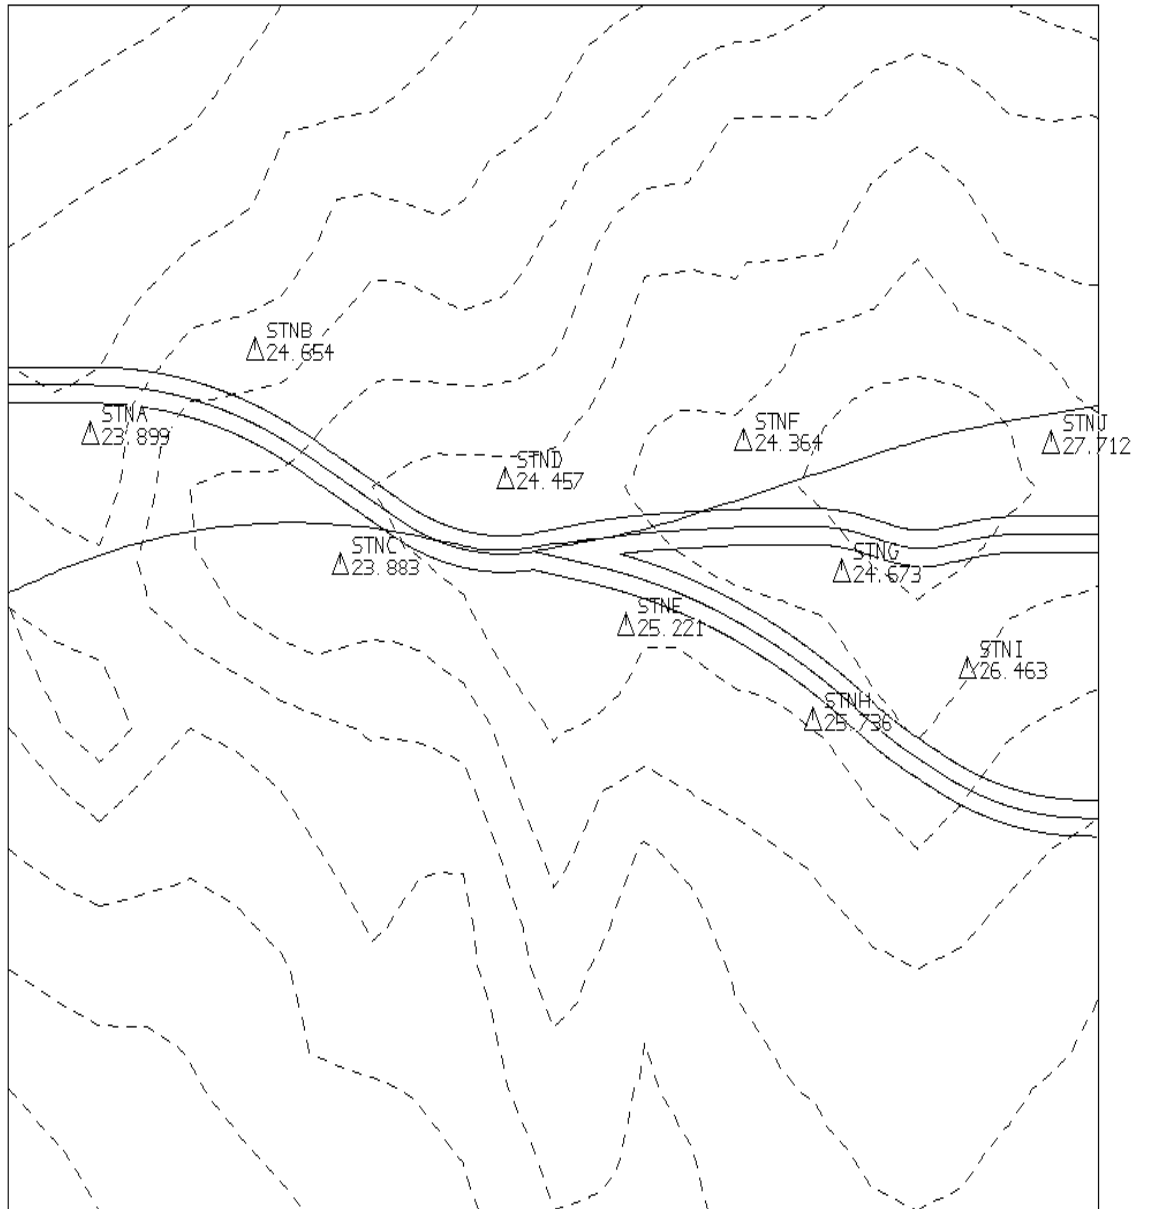 STNB
24.654
STNA
23.899
STNF
24.364
STNJ
27.712
STND
24.457
STNC
23.883
STNG
24.673
STNE
25.221
STNI
26.463
STNH
25.736